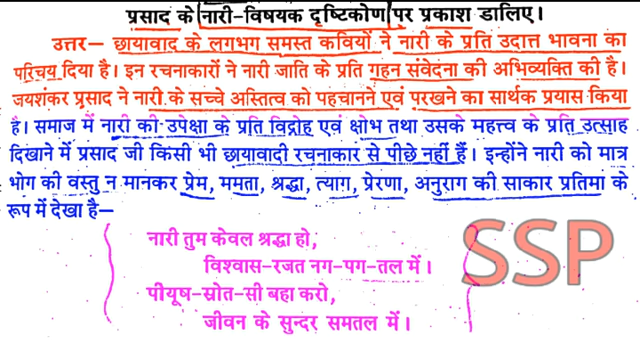 प्रसाद के नारी-विषयक दृष्टिकोण पर प्रकाश डालिए।
उत्तर— छायावाद के लगभग समस्त कवियों ने नारी के प्रति उदात्त भावना का
परिचय दिया है। इन रचनाकारों ने नारी जाति के प्रति गहन संवेदना की अभिव्यक्ति की है।
जयशंकर प्रसाद ने नारी के सच्चे अस्तित्व को पहचानने एवं परखने का सार्थक प्रयास किया
है। समाज में नारी की उपेक्षा के प्रति विद्रोह एवं क्षोभ तथा उसके महत्त्व के प्रति उत्साह
दिखाने में प्रसाद जी किसी भी छायावादी रचनाकार से पीछे नहीं हैं। इन्होंने नारी को मात्र
भोग की वस्तु न मानकर प्रेम, ममता, श्रद्धा, त्याग, प्रेरणा, अनुराग की साकार प्रतिमा के
रूप में देखा है—
नारी तुम केवल श्रद्धा हो,
विश्वास-रजत नग-पग-तल में।
पीयूष-स्रोत-सी बहा करो,
जीवन के सुन्दर समतल में।
SSP